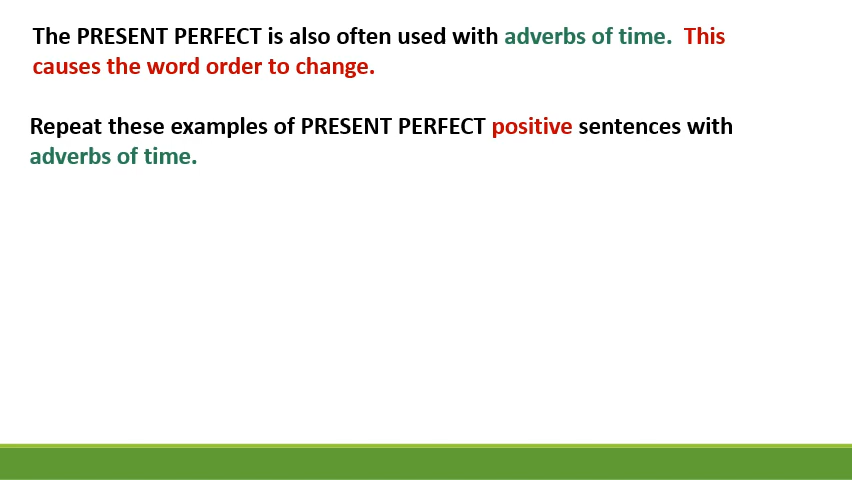 The PRESENT PERFECT is also often used with adverbs of time. This
causes the word order to change.
Repeat these examples of PRESENT PERFECT positive sentences with
adverbs of time.